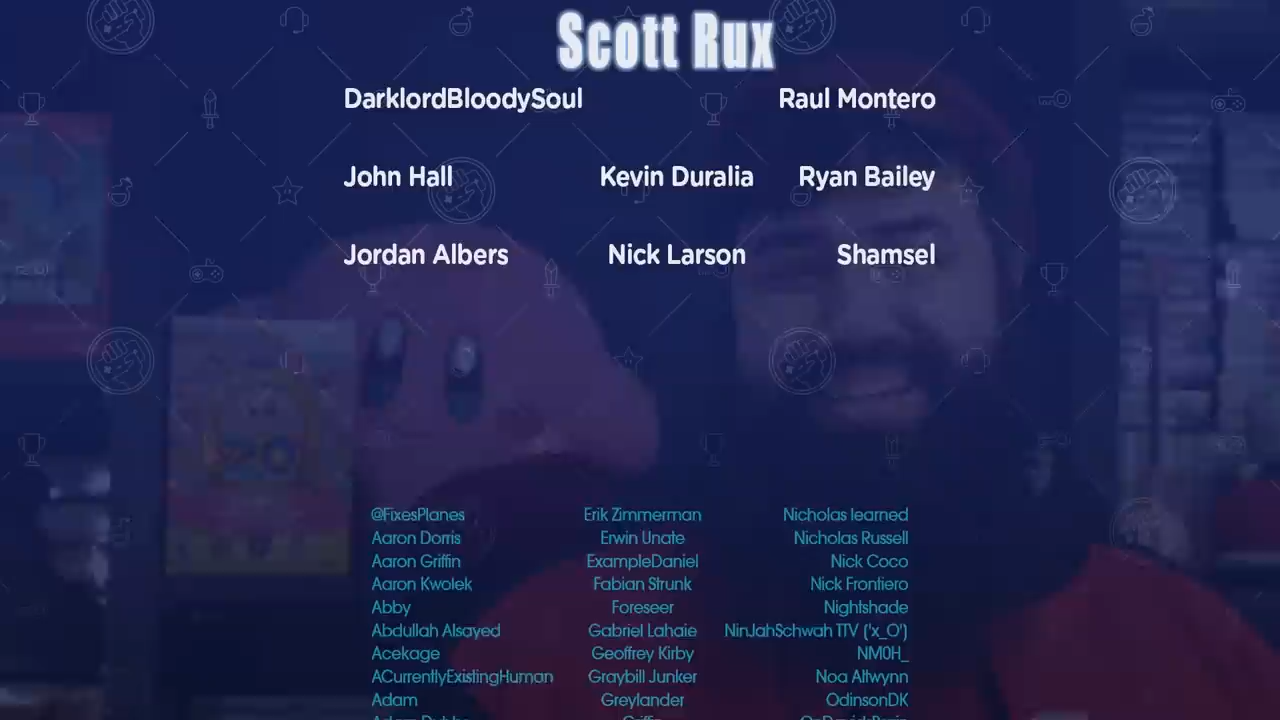 Scott Rux
DarklordBloodySoul Raul Montero
John Hall Kevin Duralia Ryan Bailey
Jordan Albers Nick Larson Shamsel
@FixesPlanes Erik Zimmerman Nicholas learned
Aaron Dorris Erwin Unate Nicholas Russell
Aaron Griffin ExampleDaniel Nick Coco
Aaron Kwolek Fabian Strunk Nick Frontiero
Abby Foreseer Nightshade
Abdullah Alsayed Gabriel Lahaie NinJahSchwah TTV ('x_O')
Acekage Geoffrey Kirby NM0H_
ACurrentlyExistingHuman Graybill Junker Noa Altwynn
Adam Greylander OdinsonDK